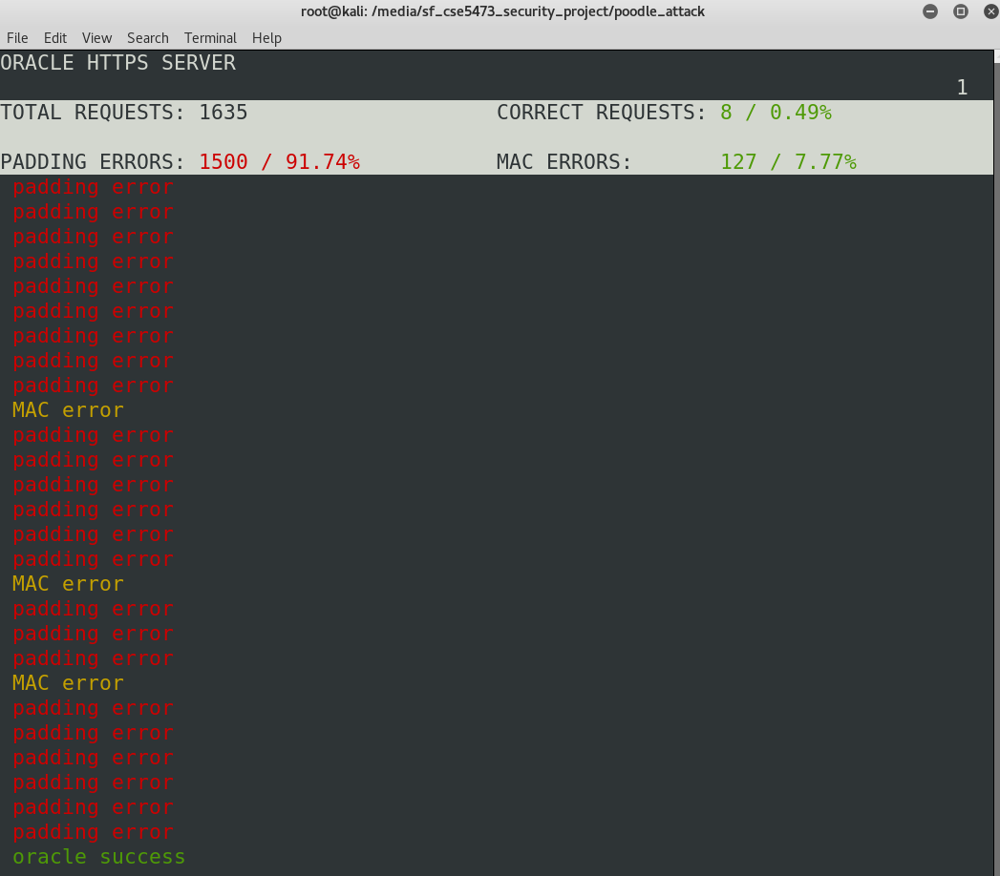 root@kali: /media/sf_cse5473_security_project/poodle_attack
File Edit View Search Terminal Help
ORACLE HTTPS SERVER
1
TOTAL REQUESTS: 1635 CORRECT REQUESTS: 8 / 0.49%
PADDING ERRORS: 1500 / 91.74% MAC ERRORS: 127 / 7.77%
padding error
padding error
padding error
padding error
padding error
padding error
padding error
padding error
padding error
MAC error
padding error
padding error
padding error
padding error
padding error
padding error
MAC error
padding error
padding error
padding error
MAC error
padding error
padding error
padding error
padding error
padding error
padding error
oracle success